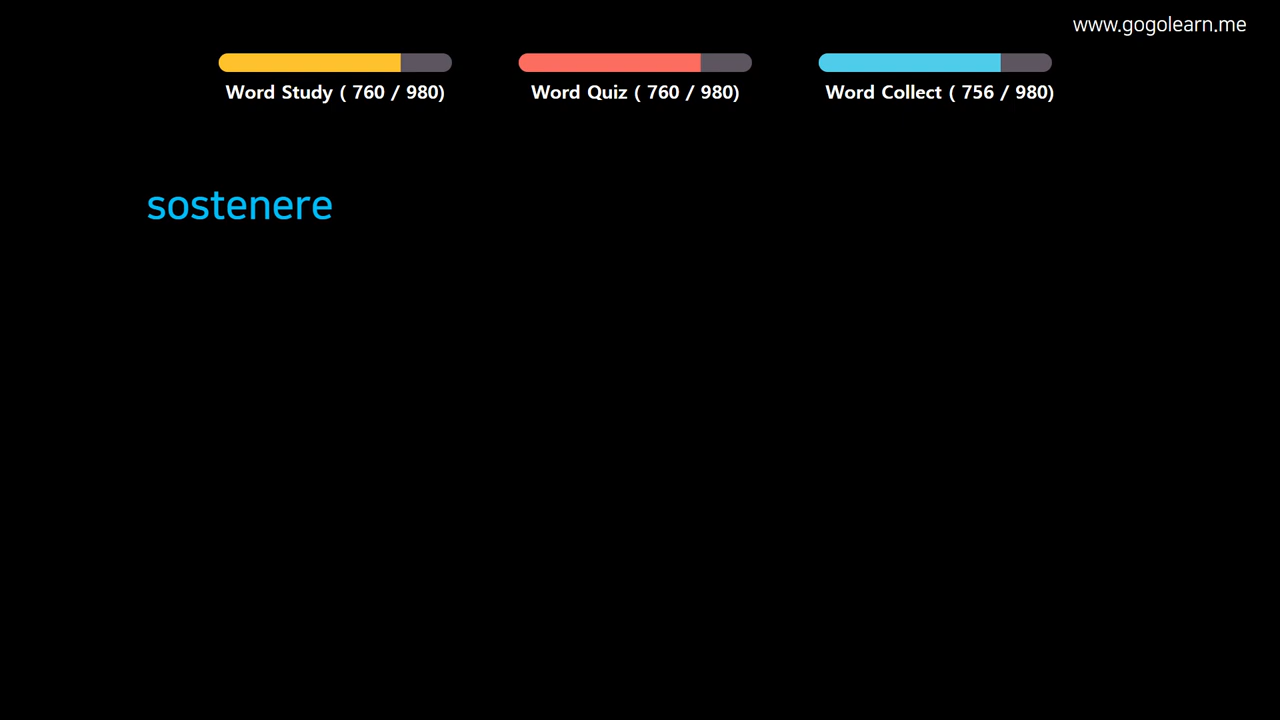 www.gogolearn.me
Word Study ( 760 / 980)
Word Quiz ( 760 / 980)
Word Collect ( 756 / 980)
sostenere